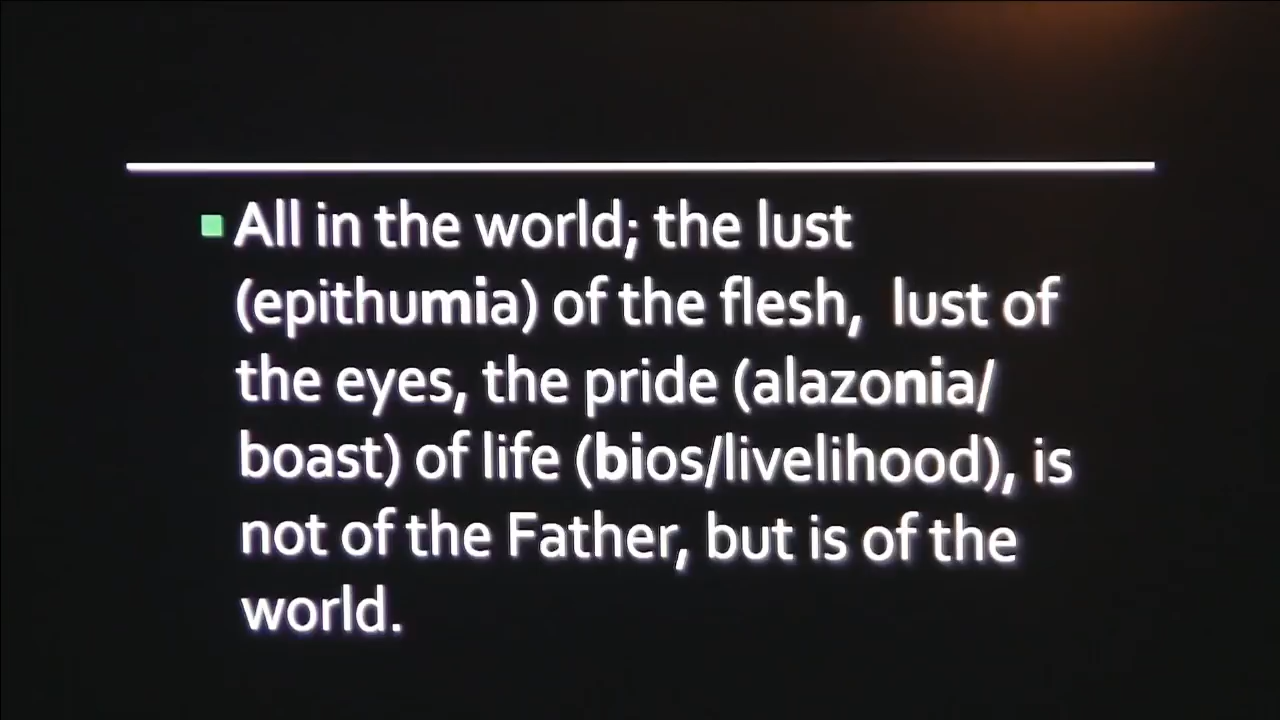 All in the world; the lust
(epithumia) of the flesh,  lust of
the eyes, the pride (alazonia/
boast) of life (bios/livelihood), is
not of the Father, but is of the
world.